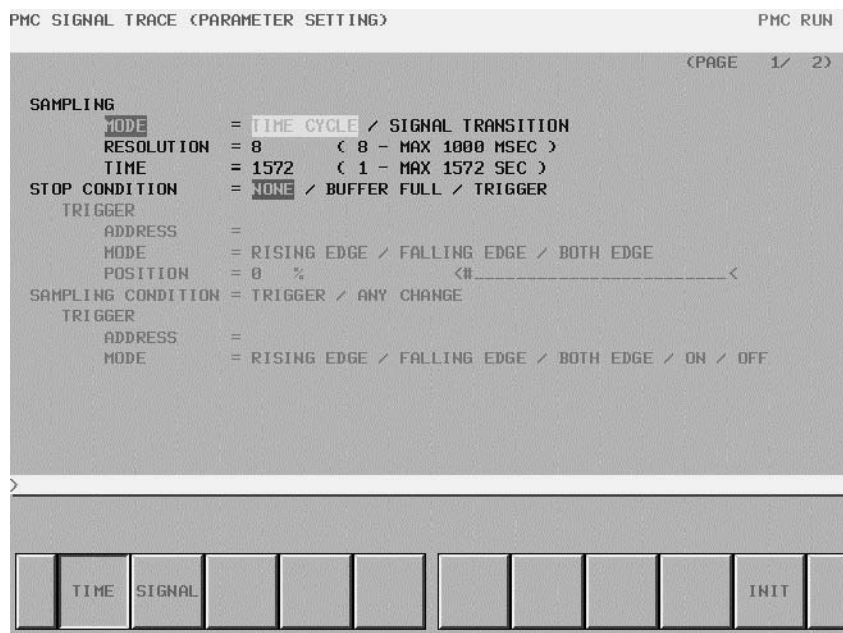 PMC SIGNAL TRACE (PARAMETER SETTING) PMC RUN
(PAGE 1/ 2)
SAMPLING
MODE = TIME CYCLE / SIGNAL TRANSITION
RESOLUTION = 8 ( 8 - MAX 1000 MSEC )
TIME = 1572 ( 1 - MAX 1572 SEC )
STOP CONDITION = NONE / BUFFER FULL / TRIGGER
TRIGGER
ADDRESS =
MODE = RISING EDGE / FALLING EDGE / BOTH EDGE
POSITION = 0 % <#________________________<
SAMPLING CONDITION = TRIGGER / ANY CHANGE
TRIGGER
ADDRESS =
MODE = RISING EDGE / FALLING EDGE / BOTH EDGE / ON / OFF
>
TIME SIGNAL INIT